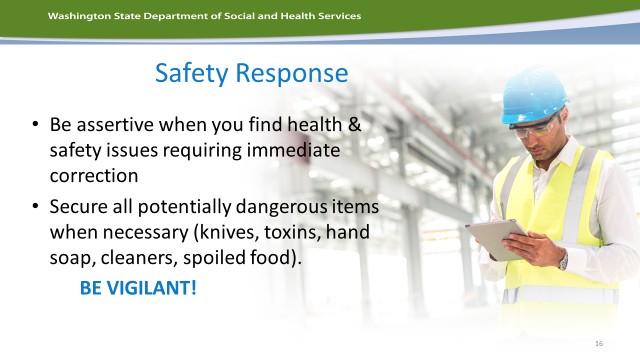 Washington State Department of Social and Health Services
Safety Response
• Be assertive when you find health &
safety issues requiring immediate
correction
• Secure all potentially dangerous items
when necessary (knives, toxins, hand
soap, cleaners, spoiled food).
BE VIGILANT!
16